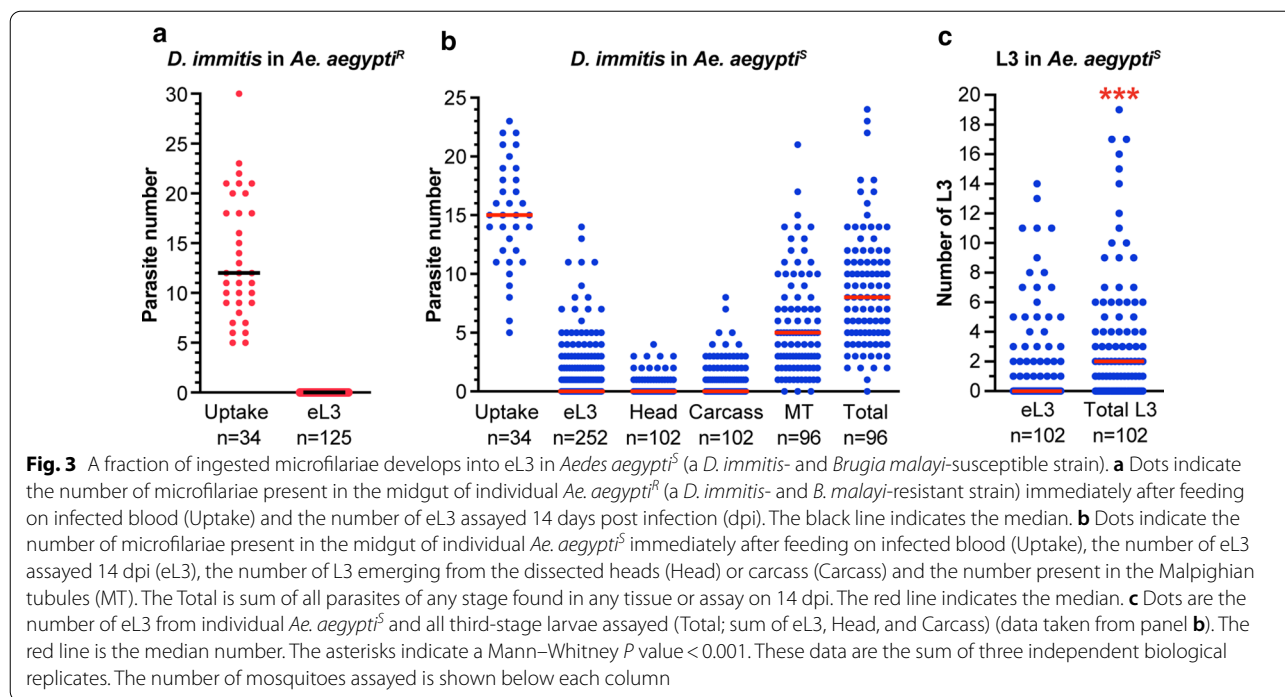 a
D. immitis in Ae. aegyptiᴿ
Parasite number
30
25
20
15
10
5
0
Uptake eL3
n=34 n=125
b
D. immitis in Ae. aegyptiˢ
Parasite number
25
20
15
10
5
0
Uptake eL3 Head Carcass MT Total
n=34 n=252 n=102 n=102 n=96 n=96
c
L3 in Ae. aegyptiˢ
***
Number of L3
20
18
16
14
12
10
8
6
4
2
0
eL3 Total L3
n=102 n=102
Fig. 3 A fraction of ingested microfilariae develops into eL3 in Aedes aegyptiˢ (a D. immitis- and Brugia malayi-susceptible strain). a Dots indicate
the number of microfilariae present in the midgut of individual Ae. aegyptiᴿ (a D. immitis- and B. malayi-resistant strain) immediately after feeding
on infected blood (Uptake) and the number of eL3 assayed 14 days post infection (dpi). The black line indicates the median. b Dots indicate the
number of microfilariae present in the midgut of individual Ae. aegyptiˢ immediately after feeding on infected blood (Uptake), the number of eL3
assayed 14 dpi (eL3), the number of L3 emerging from the dissected heads (Head) or carcass (Carcass) and the number present in the Malpighian
tubules (MT). The Total is sum of all parasites of any stage found in any tissue or assay on 14 dpi. The red line indicates the median. c Dots are the
number of eL3 from individual Ae. aegyptiˢ and all third-stage larvae assayed (Total; sum of eL3, Head, and Carcass) (data taken from panel b). The
red line is the median number. The asterisks indicate a Mann–Whitney P value < 0.001. These data are the sum of three independent biological
replicates. The number of mosquitoes assayed is shown below each column